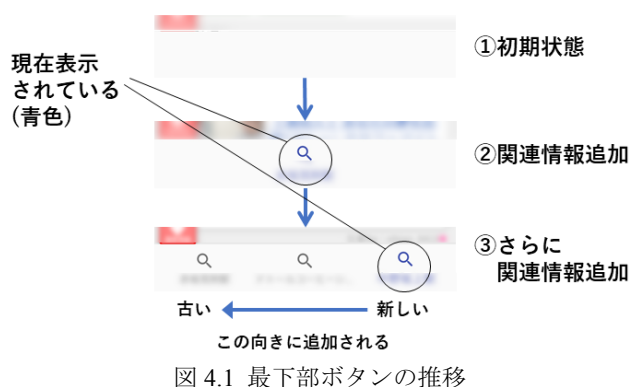 ①初期状態
現在表示
されている
(青色)
②関連情報追加
③さらに
関連情報追加
古い
新しい
この向きに追加される
図 4.1 最下部ボタンの推移